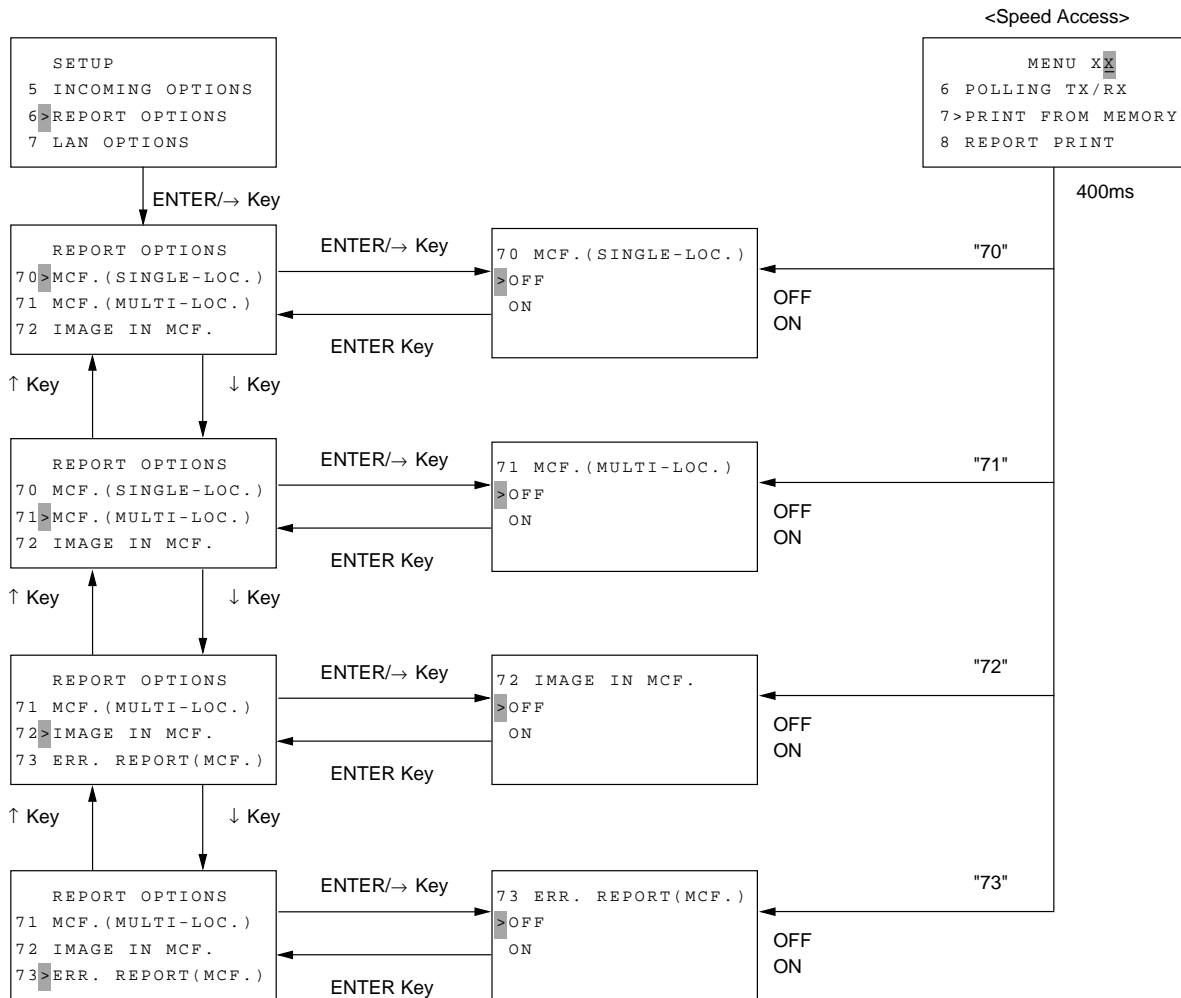 <Speed Access>
SETUP
5 INCOMING OPTIONS
6>REPORT OPTIONS
7 LAN OPTIONS
MENU XX
6 POLLING TX/RX
7>PRINT FROM MEMORY
8 REPORT PRINT
ENTER/→ Key
400ms
REPORT OPTIONS
70>MCF.(SINGLE-LOC.)
71 MCF.(MULTI-LOC.)
72 IMAGE IN MCF.
ENTER/→ Key
ENTER Key
70 MCF.(SINGLE-LOC.)
>OFF
ON
"70"
OFF
ON
↑ Key
↓ Key
REPORT OPTIONS
70 MCF.(SINGLE-LOC.)
71>MCF.(MULTI-LOC.)
72 IMAGE IN MCF.
ENTER/→ Key
ENTER Key
71 MCF.(MULTI-LOC.)
>OFF
ON
"71"
OFF
ON
↑ Key
↓ Key
REPORT OPTIONS
71 MCF.(MULTI-LOC.)
72>IMAGE IN MCF.
73 ERR. REPORT(MCF.)
ENTER/→ Key
ENTER Key
72 IMAGE IN MCF.
>OFF
ON
"72"
OFF
ON
↑ Key
↓ Key
REPORT OPTIONS
71 MCF.(MULTI-LOC.)
72 IMAGE IN MCF.
73>ERR. REPORT(MCF.)
ENTER/→ Key
ENTER Key
73 ERR. REPORT(MCF.)
>OFF
ON
"73"
OFF
ON